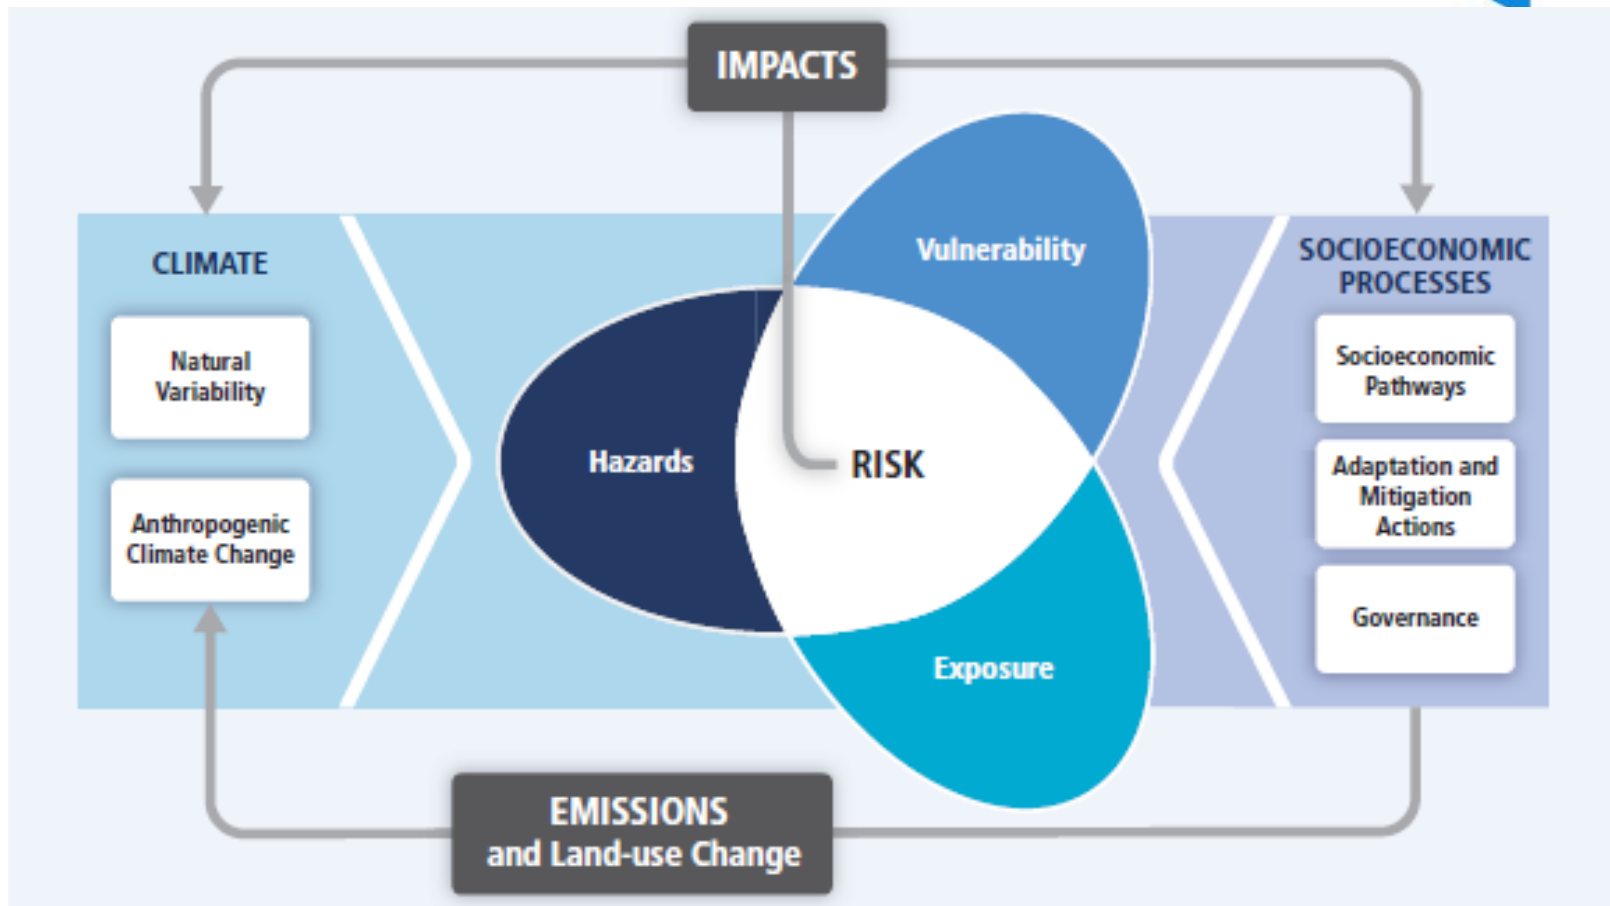 IMPACTS
CLIMATE
Natural
Variability
Anthropogenic
Climate Change
Vulnerability
Hazards
RISK
Exposure
SOCIOECONOMIC
PROCESSES
Socioeconomic
Pathways
Adaptation and
Mitigation
Actions
Governance
EMISSIONS
and Land-use Change